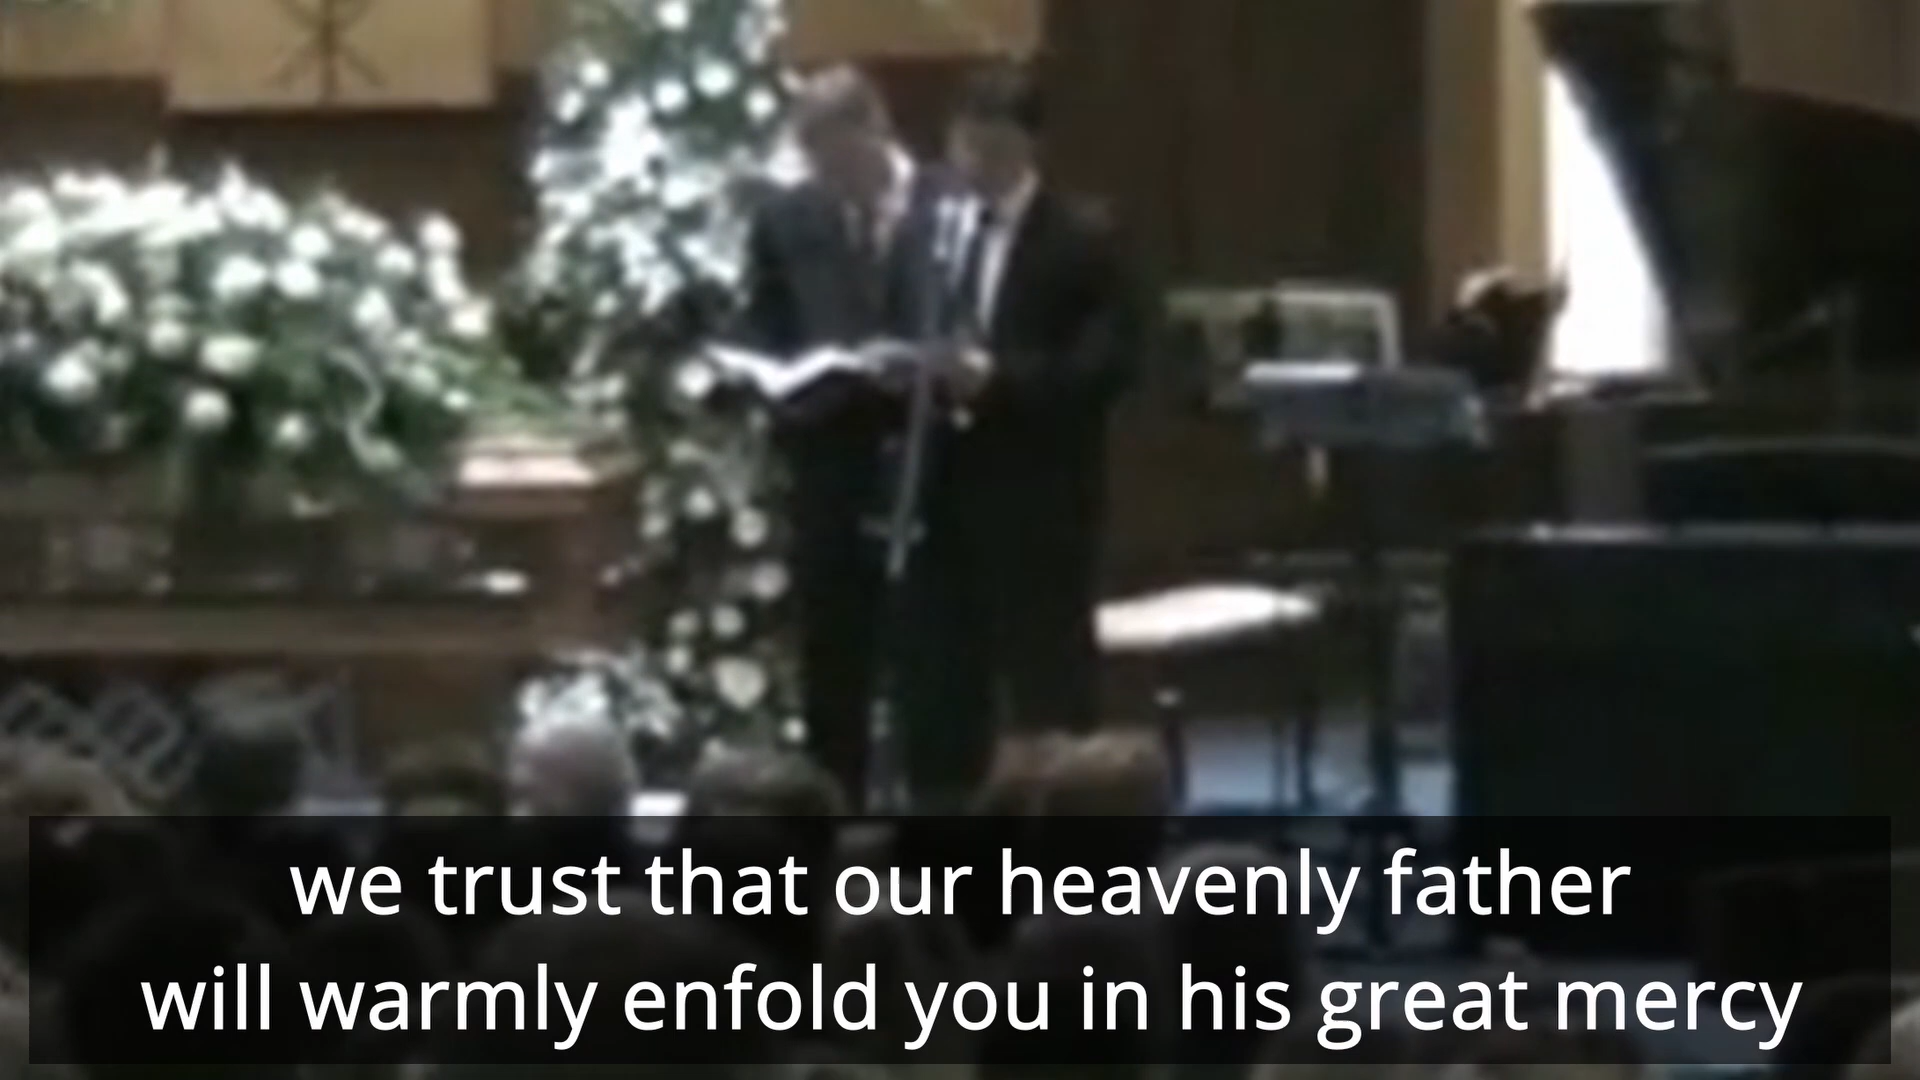 we trust that our heavenly father
will warmly enfold you in his great mercy